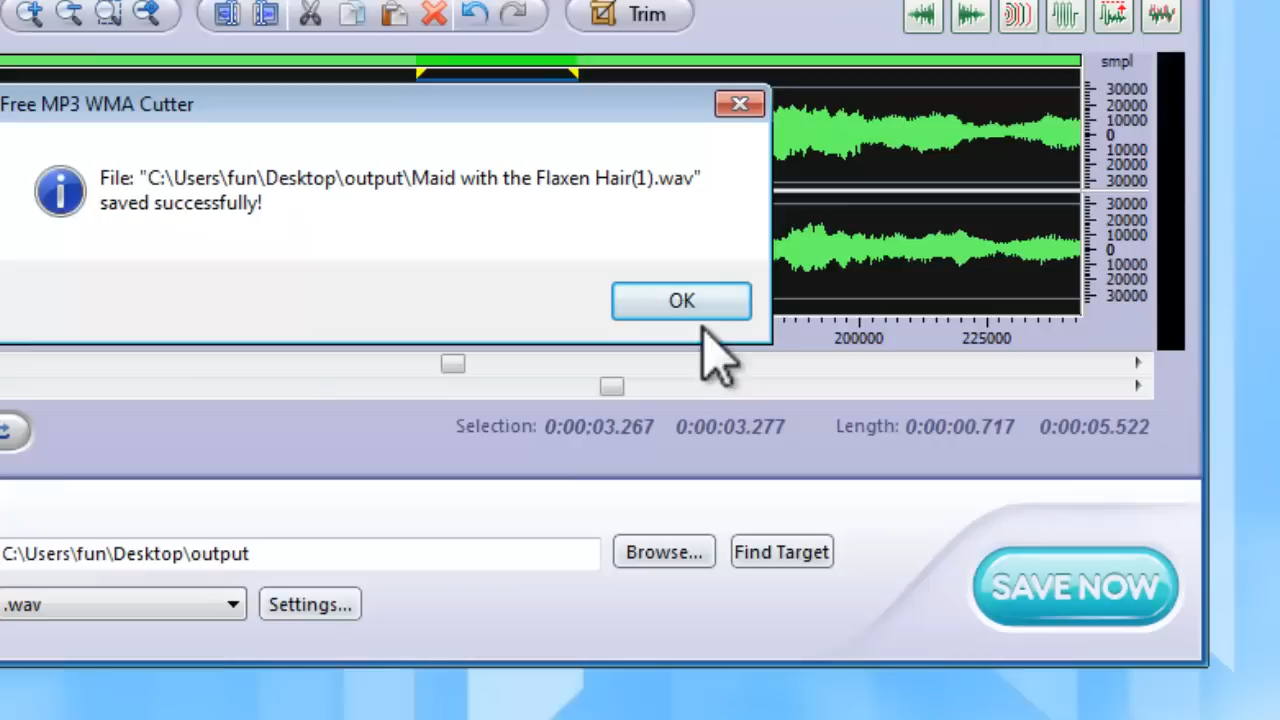 Trim
smpl
30000
20000
10000
0
10000
20000
30000
30000
20000
10000
0
10000
20000
30000
Free MP3 WMA Cutter
File: "C:\Users\fun\Desktop\output\Maid with the Flaxen Hair(1).wav"
saved successfully!
OK
200000 225000
Selection: 0:00:03.267 0:00:03.277 Length: 0:00:00.717 0:00:05.522
C:\Users\fun\Desktop\output Browse... Find Target
.wav Settings...
SAVE NOW